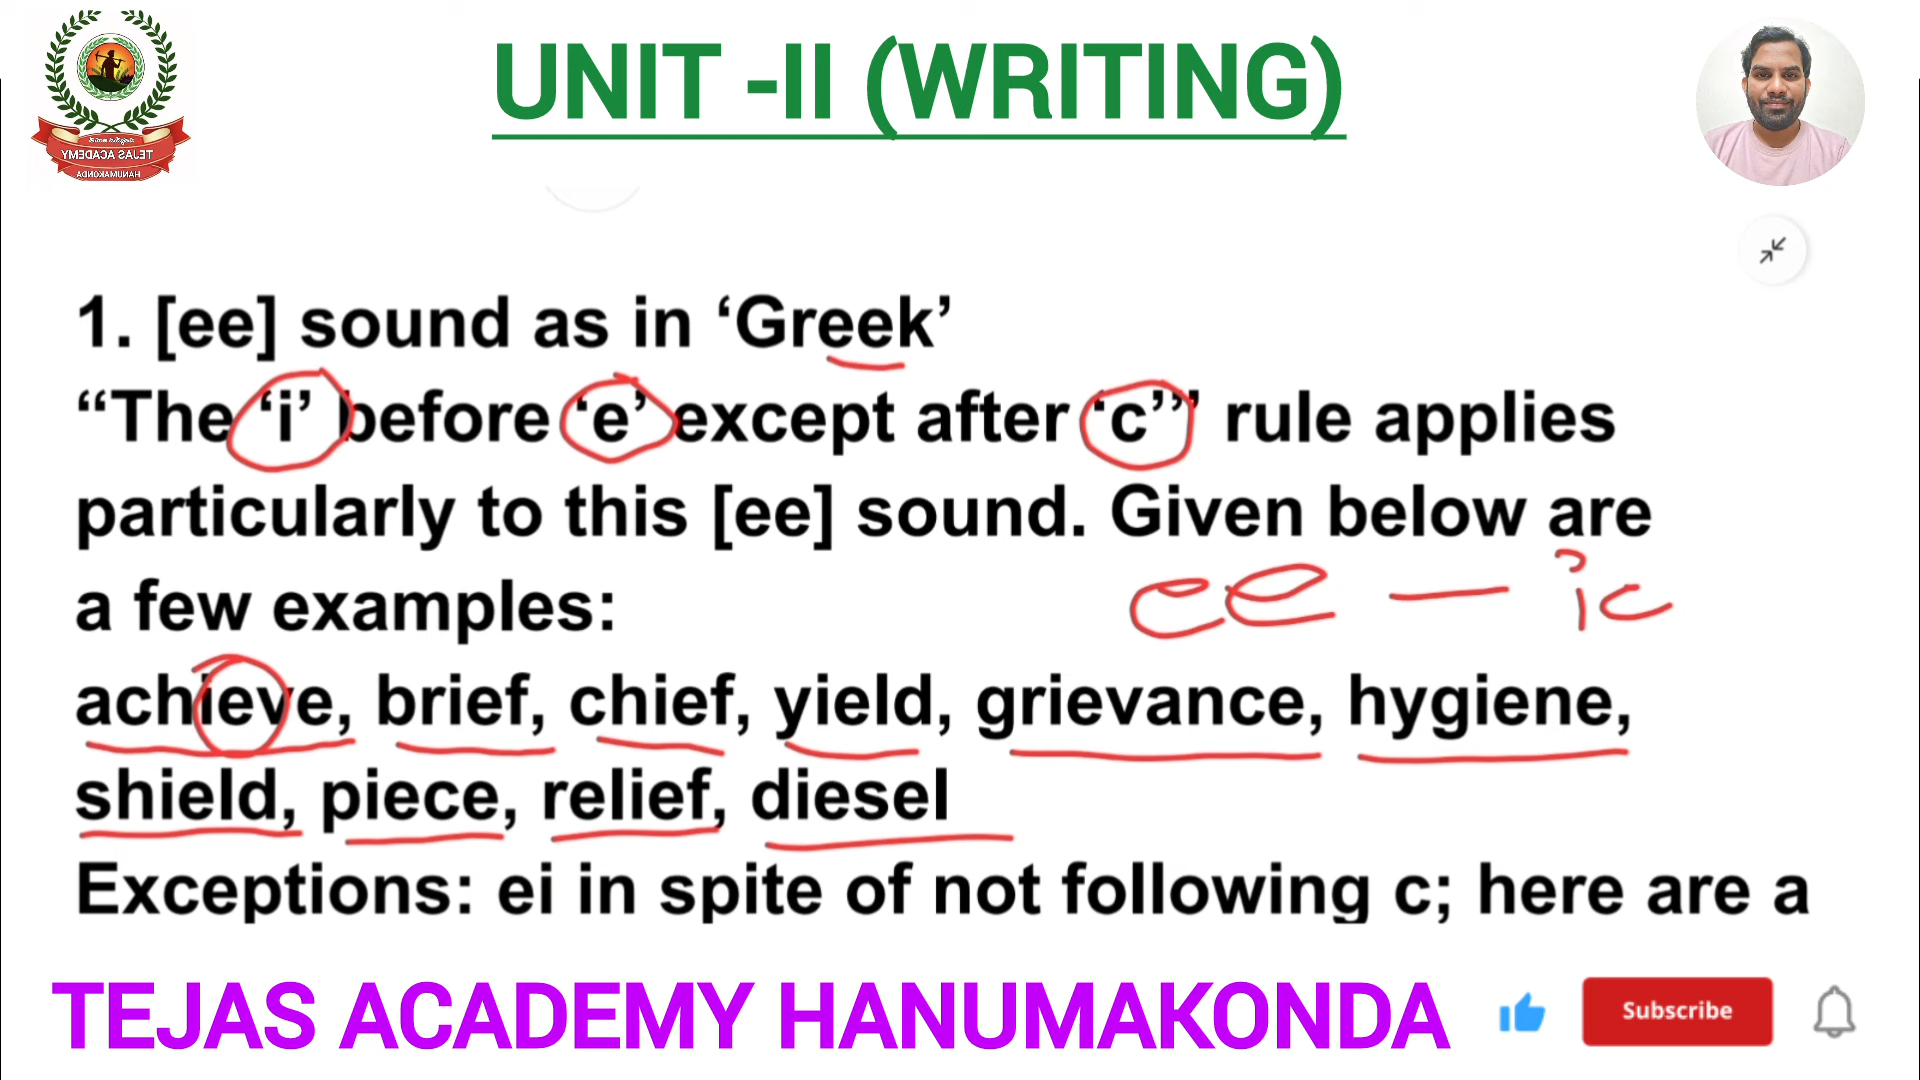 UNIT -II (WRITING)
TEJAS ACADEMY
HANUMAKONDA
1. [ee] sound as in ‘Greek’
“The ‘i’ before ‘e’ except after ‘c’” rule applies
particularly to this [ee] sound. Given below are
a few examples:
ee — ie
achieve, brief, chief, yield, grievance, hygiene,
shield, piece, relief, diesel
Exceptions: ei in spite of not following c; here are a
TEJAS ACADEMY HANUMAKONDA
Subscribe